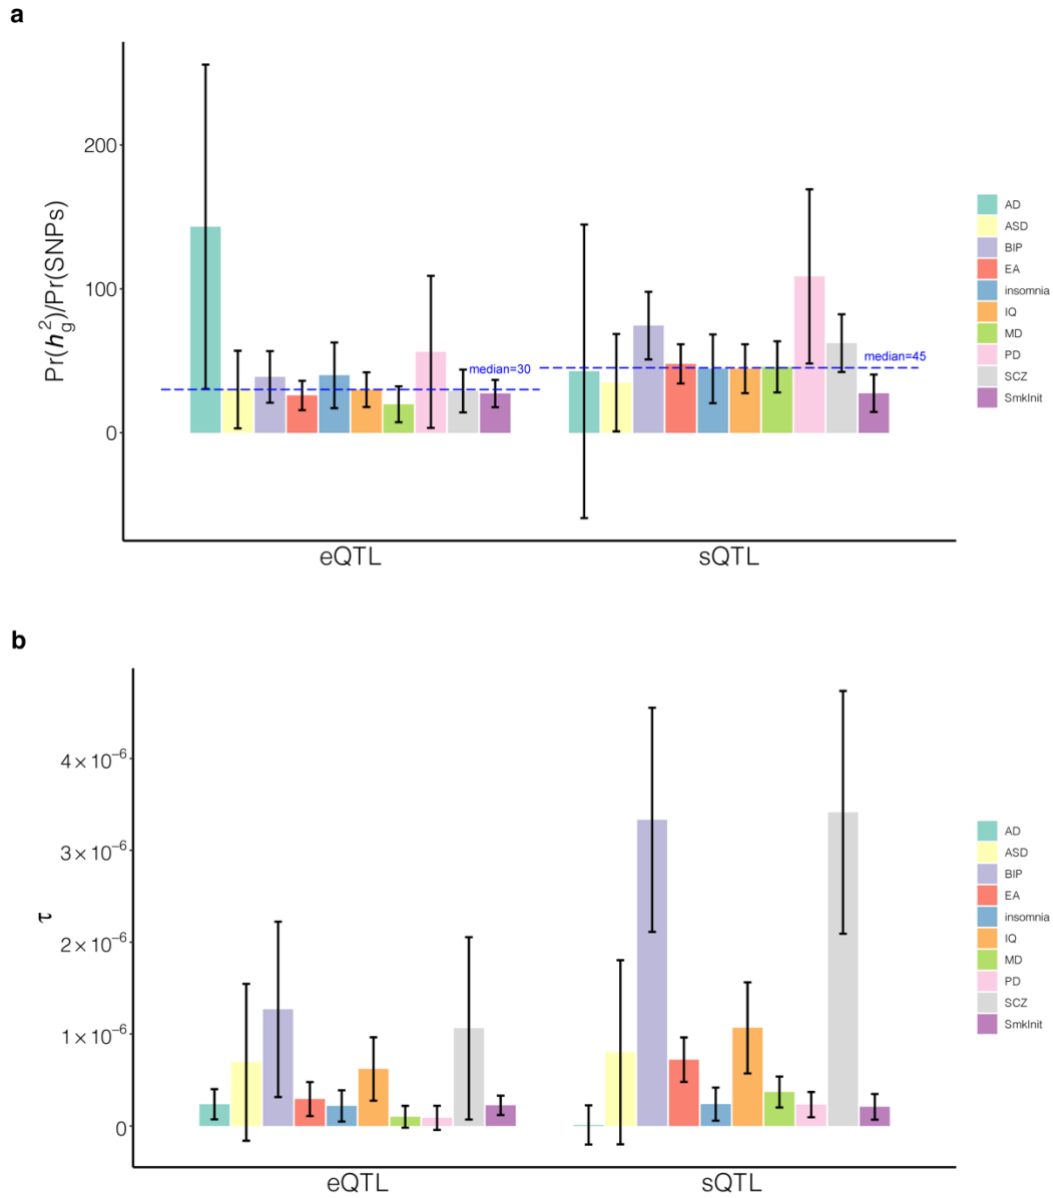 a
Pr(h²g)/Pr(SNPs)
200
100
0
median=30
median=45
eQTL
sQTL
AD
ASD
BIP
EA
insomnia
IQ
MD
PD
SCZ
SmkInit
b
τ
4 × 10⁻⁶
3 × 10⁻⁶
2 × 10⁻⁶
1 × 10⁻⁶
0
eQTL
sQTL
AD
ASD
BIP
EA
insomnia
IQ
MD
PD
SCZ
SmkInit